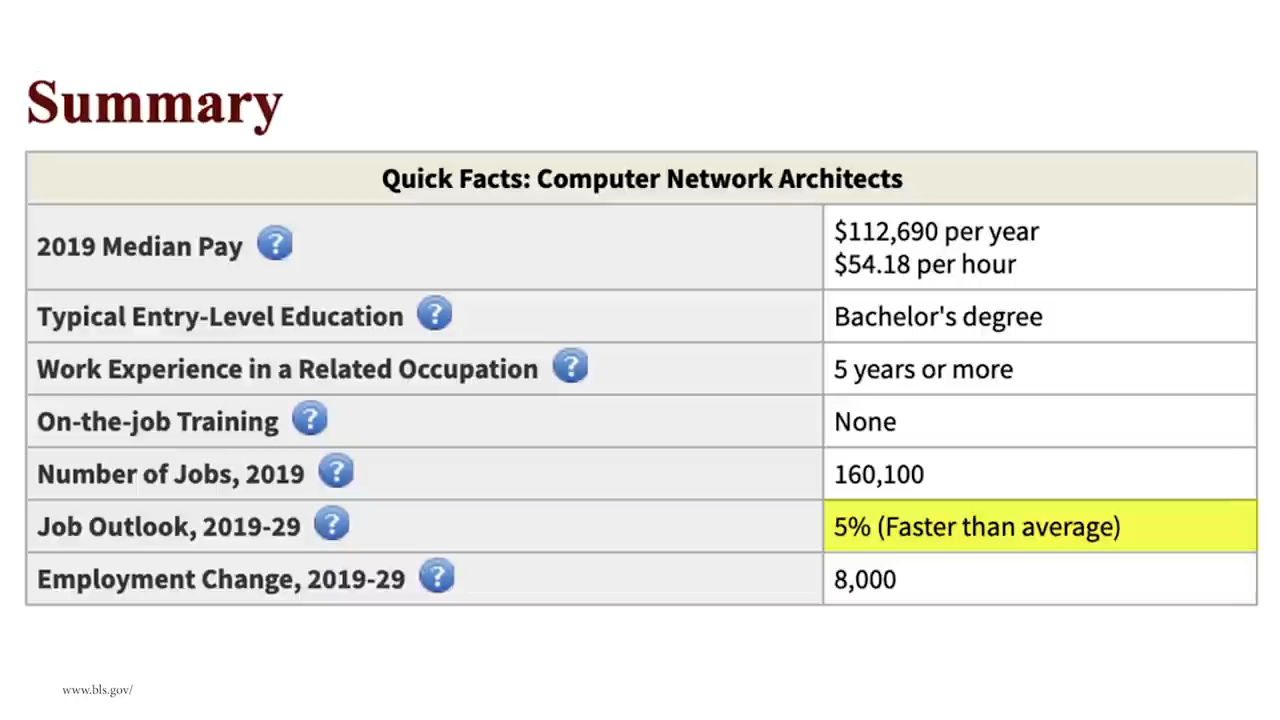 Summary
Quick Facts: Computer Network Architects
2019 Median Pay ?
$112,690 per year
$54.18 per hour
Typical Entry-Level Education ?
Bachelor's degree
Work Experience in a Related Occupation ?
5 years or more
On-the-job Training ?
None
Number of Jobs, 2019 ?
160,100
Job Outlook, 2019-29 ?
5% (Faster than average)
Employment Change, 2019-29 ?
8,000
www.bls.gov/